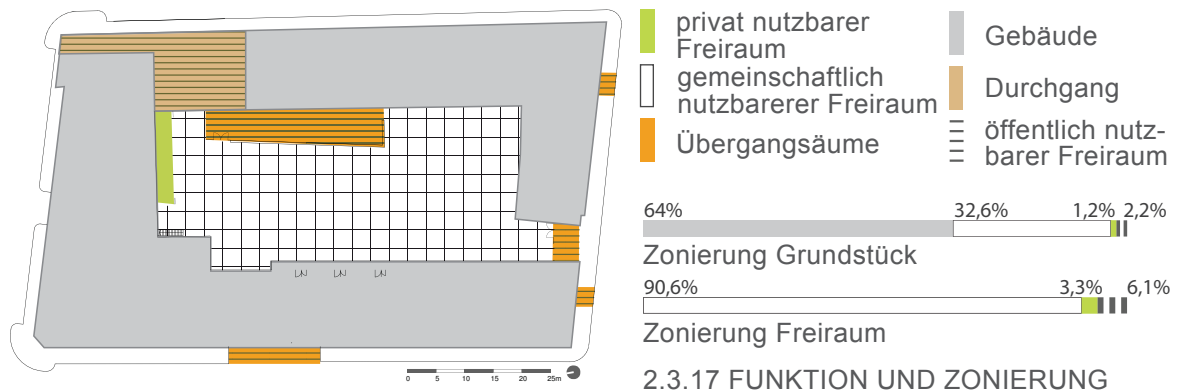 privat nutzbarer
Freiraum
gemeinschaftlich
nutzbarerer Freiraum
Übergangsäume
Gebäude
Durchgang
öffentlich nutz-
barer Freiraum
64% 32,6% 1,2% 2,2%
Zonierung Grundstück
90,6% 3,3% 6,1%
Zonierung Freiraum
0 5 10 15 20 25m
2.3.17 FUNKTION UND ZONIERUNG